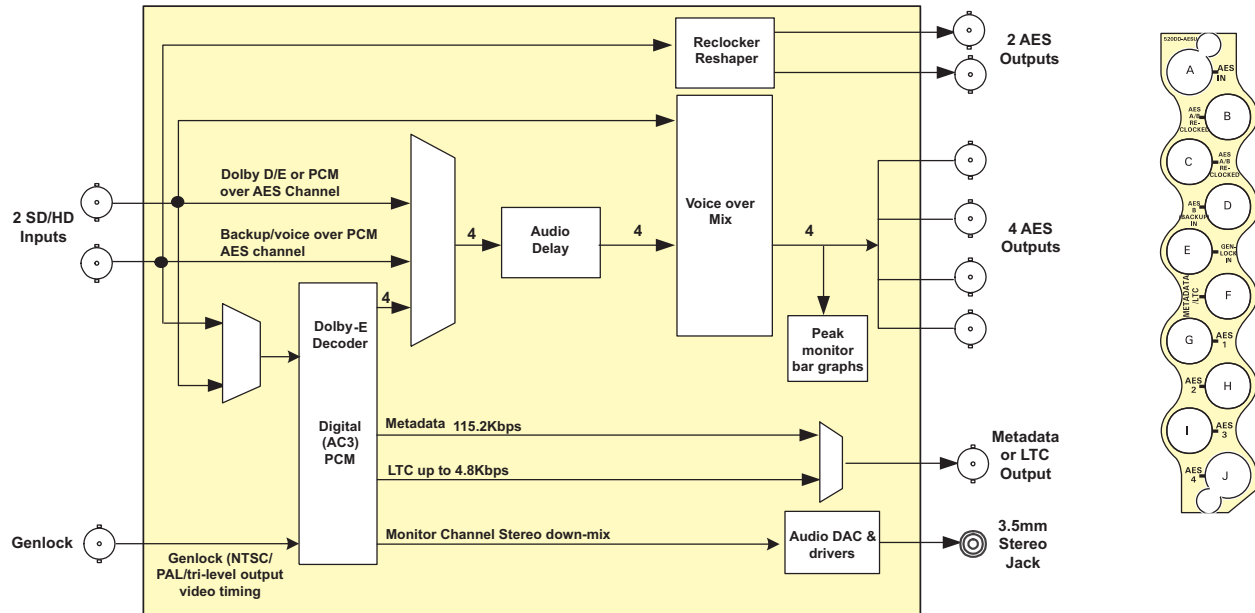 Reclocker
Reshaper
2 AES
Outputs
Dolby D/E or PCM
over AES Channel
2 SD/HD
Inputs
Backup/voice over PCM
AES channel
4
Audio
Delay
4
Voice over
Mix
4
4 AES
Outputs
4
Dolby-E
Decoder
Peak
monitor
bar graphs
Digital
(AC3)
PCM
Metadata 115.2Kbps
LTC up to 4.8Kbps
Metadata
or LTC
Output
Genlock
Genlock (NTSC/
PAL/tri-level output
video timing
Monitor Channel Stereo down-mix
Audio DAC &
drivers
3.5mm
Stereo
Jack
A
AES
IN
AES
A/B
RE-
CLOCKED
B
C
AES
A/B
RE-
CLOCKED
AES
B
(BACKUP)
IN
D
E
GEN-
LOCK
IN
METADATA
/LTC
F
G
AES
1
AES
2
H
I
AES
3
AES
4
J